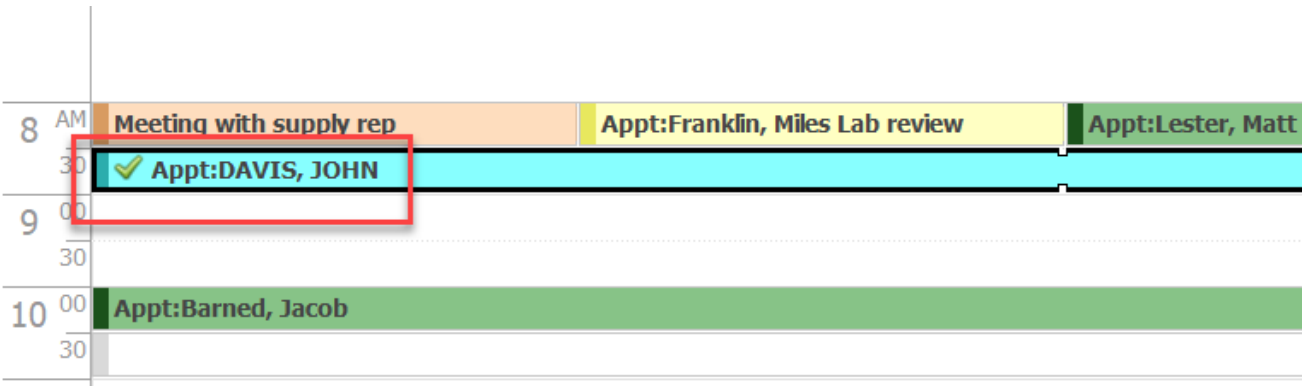 8 AM Meeting with supply rep Appt:Franklin, Miles Lab review Appt:Lester, Matt
30 Appt:DAVIS, JOHN
9 00
30
10 00 Appt:Barned, Jacob
30